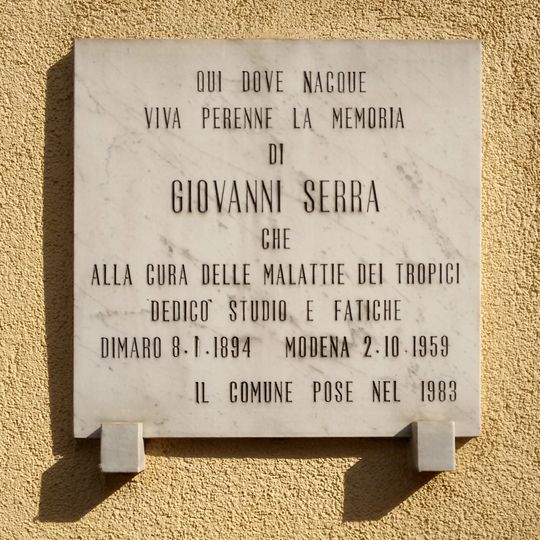 QUI DOVE NACQUE
VIVA PERENNE LA MEMORIA
DI
GIOVANNI SERRA
CHE
ALLA CURA DELLE MALATTIE DEI TROPICI
DEDICO' STUDIO E FATICHE
DIMARO 8·1·1894 MODENA 2·10·1959
IL COMUNE POSE NEL 1983